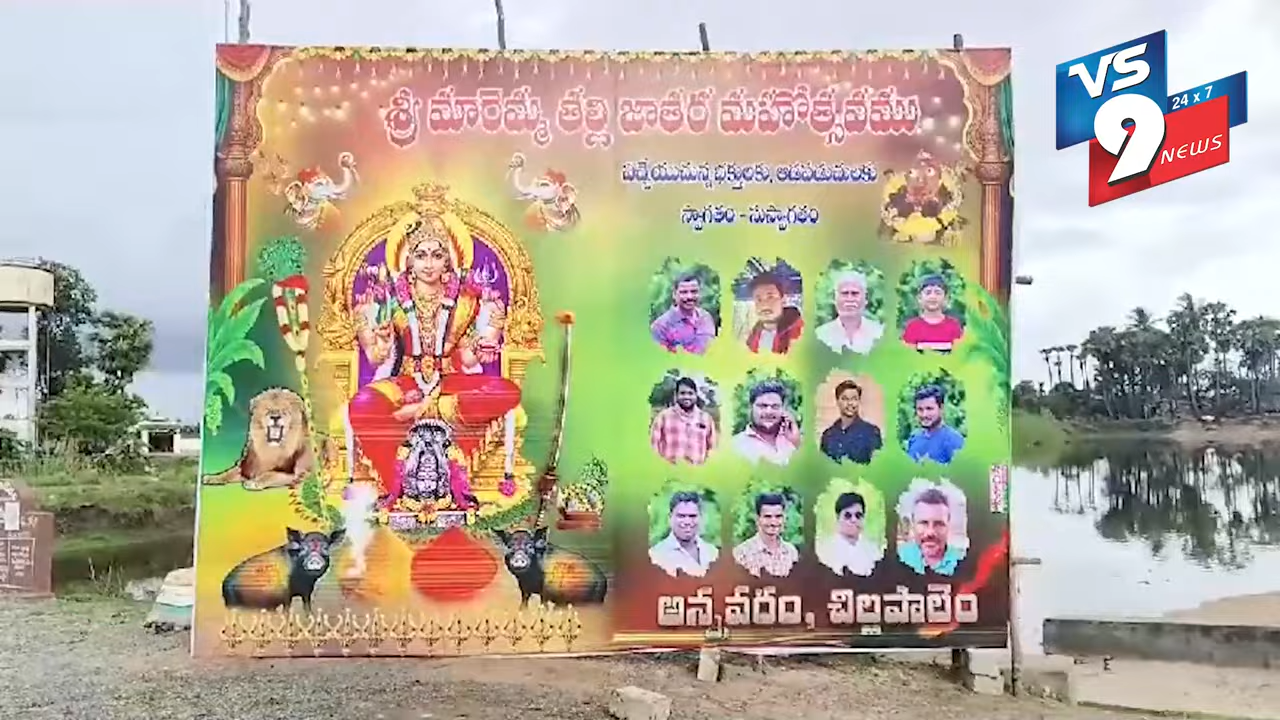 శ్రీ మారెమ్మ తల్లి జాతర మహోత్సవము
విచ్చేయుచున్న భక్తులకు, ఆడపడుచులకు
స్వాగతం - సుస్వాగతం
అన్నవరం, చిల్లపాలెం
VS
9
24 x 7
NEWS